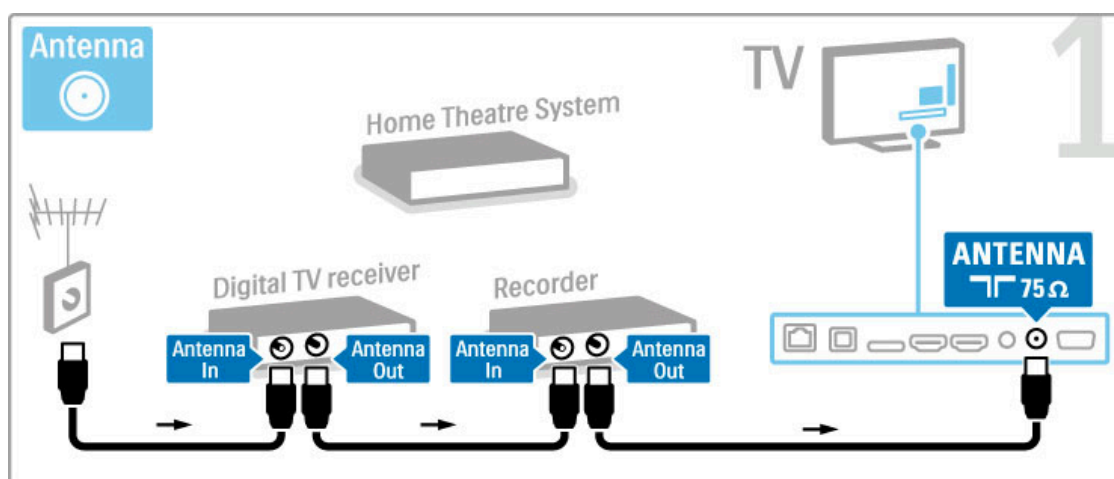 Antenna
TV
1
Home Theatre System
Digital TV receiver
Recorder
ANTENNA
75 Ω
Antenna
In
Antenna
Out
Antenna
In
Antenna
Out